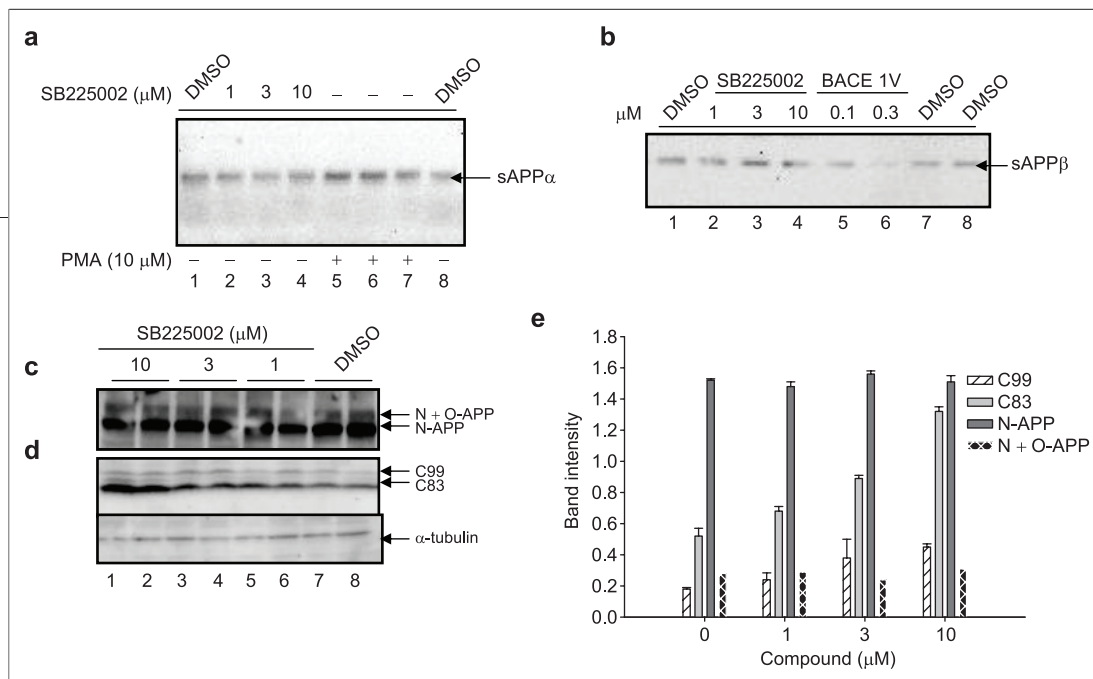 a
DMSO 1 3 10 – – – DMSO
SB225002 (μM)
sAPPα
PMA (10 μM) – – – – + + + –
1 2 3 4 5 6 7 8
b
DMSO SB225002 BACE 1V DMSO DMSO
μM 1 3 10 0.1 0.3
sAPPβ
1 2 3 4 5 6 7 8
SB225002 (μM) DMSO
c
10 3 1
N + O-APP
N-APP
d
C99
C83
α-tubulin
1 2 3 4 5 6 7 8
e
Band intensity
1.8
1.6
1.4
1.2
1.0
0.8
0.6
0.4
0.2
0.0
0 1 3 10
Compound (μM)
C99
C83
N-APP
N + O-APP